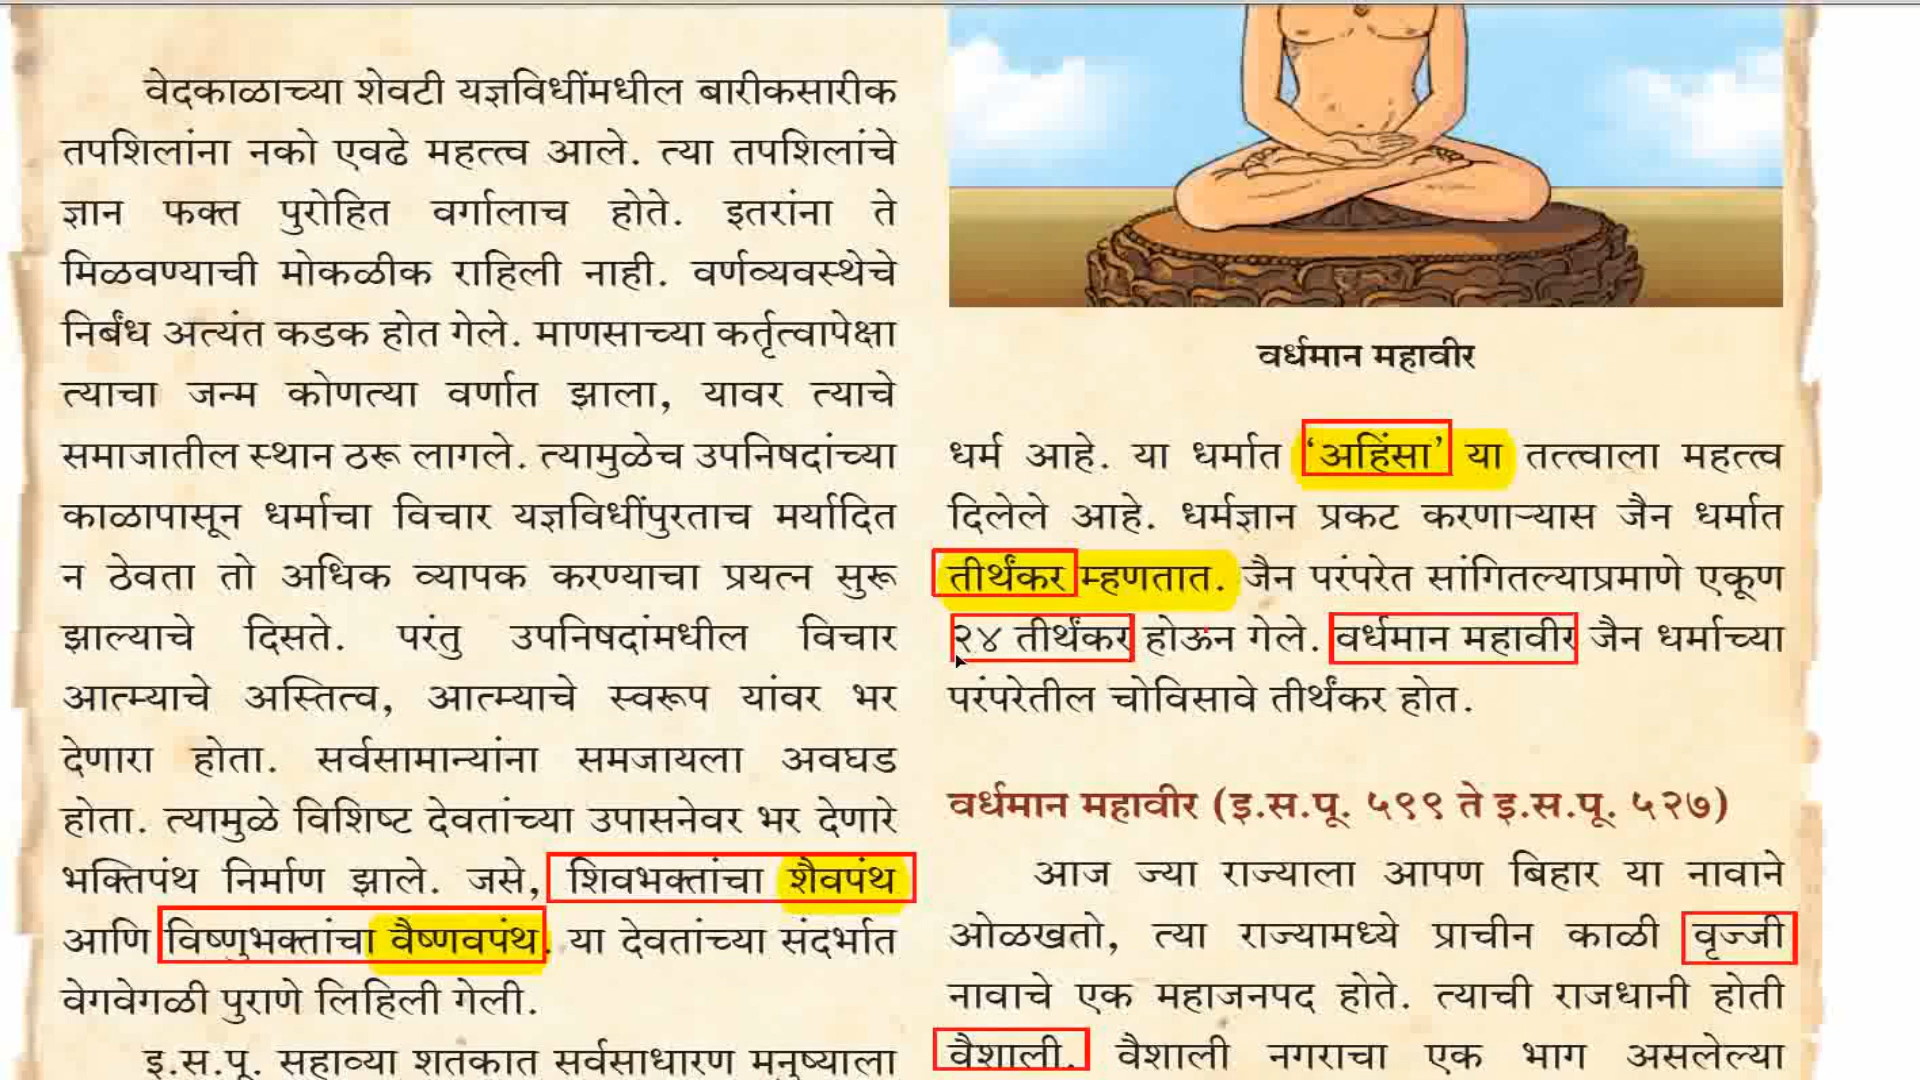 वेदकाळाच्या शेवटी यज्ञविधींमधील बारीकसारीक
तपशिलांना नको एवढे महत्त्व आले. त्या तपशिलांचे
ज्ञान फक्त पुरोहित वर्गालाच होते. इतरांना ते
मिळवण्याची मोकळीक राहिली नाही. वर्णव्यवस्थेचे
निर्बंध अत्यंत कडक होत गेले. माणसाच्या कर्तृत्वापेक्षा
त्याचा जन्म कोणत्या वर्णात झाला, यावर त्याचे
समाजातील स्थान ठरू लागले. त्यामुळेच उपनिषदांच्या
काळापासून धर्माचा विचार यज्ञविधींपुरताच मर्यादित
न ठेवता तो अधिक व्यापक करण्याचा प्रयत्न सुरू
झाल्याचे दिसते. परंतु उपनिषदांमधील विचार
आत्म्याचे अस्तित्व, आत्म्याचे स्वरूप यांवर भर
देणारा होता. सर्वसामान्यांना समजायला अवघड
होता. त्यामुळे विशिष्ट देवतांच्या उपासनेवर भर देणारे
भक्तिपंथ निर्माण झाले. जसे, शिवभक्तांचा शैवपंथ
आणि विष्णुभक्तांचा वैष्णवपंथ. या देवतांच्या संदर्भात
वेगवेगळी पुराणे लिहिली गेली.
इ.स.पू. सहाव्या शतकात सर्वसाधारण मनुष्याला
वर्धमान महावीर
धर्म आहे. या धर्मात ‘अहिंसा’ या तत्त्वाला महत्त्व
दिलेले आहे. धर्मज्ञान प्रकट करणाऱ्यास जैन धर्मात
तीर्थंकर म्हणतात. जैन परंपरेत सांगितल्याप्रमाणे एकूण
२४ तीर्थंकर होऊन गेले. वर्धमान महावीर जैन धर्माच्या
परंपरेतील चोविसावे तीर्थंकर होत.
वर्धमान महावीर (इ.स.पू. ५९९ ते इ.स.पू. ५२७)
आज ज्या राज्याला आपण बिहार या नावाने
ओळखतो, त्या राज्यामध्ये प्राचीन काळी वृज्जी
नावाचे एक महाजनपद होते. त्याची राजधानी होती
वैशाली. वैशाली नगराचा एक भाग असलेल्या